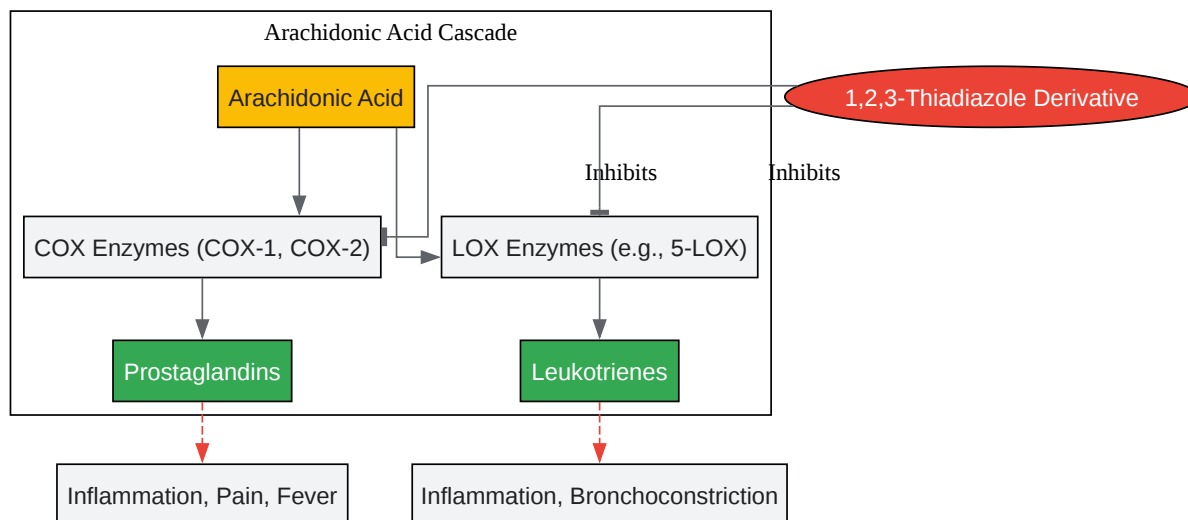 Arachidonic Acid Cascade
Arachidonic Acid
1,2,3-Thiadiazole Derivative
Inhibits
Inhibits
COX Enzymes (COX-1, COX-2)
LOX Enzymes (e.g., 5-LOX)
Prostaglandins
Leukotrienes
Inflammation, Pain, Fever
Inflammation, Bronchoconstriction